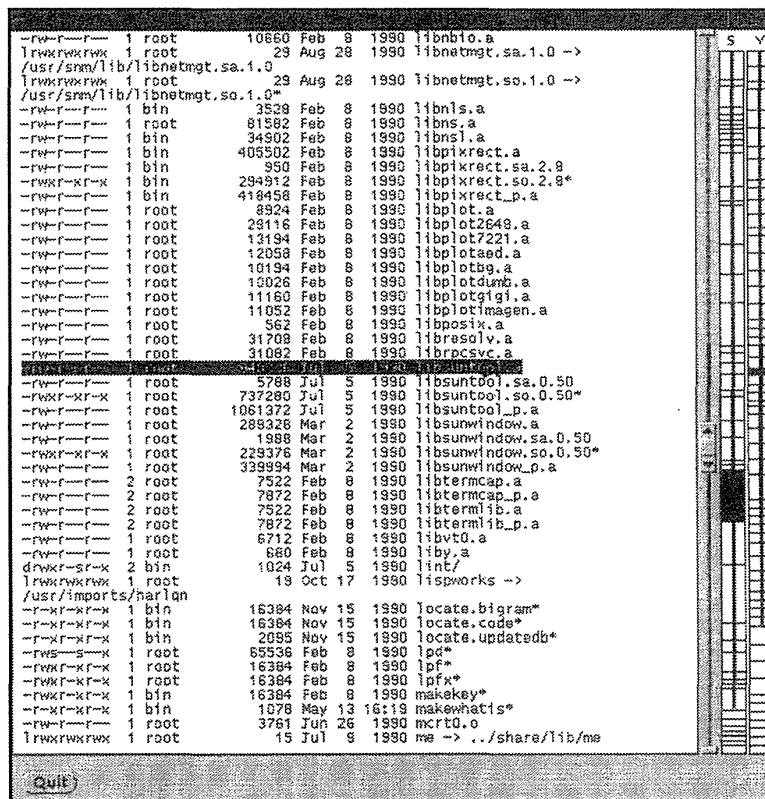 -rw-r--r-- 1 root 10660 Feb 8 1990 libnbio.a
lrwxrwxrwx 1 root 29 Aug 28 1990 libnetmgt.sa.1.0 ->
/usr/snm/lib/libnetmgt.sa.1.0
lrwxrwxrwx 1 root 29 Aug 28 1990 libnetmgt.so.1.0 ->
/usr/snm/lib/libnetmgt.so.1.0*
-rw-r--r-- 1 bin 3528 Feb 8 1990 libnls.a
-rw-r--r-- 1 root 81582 Feb 8 1990 libns.a
-rw-r--r-- 1 bin 34902 Feb 8 1990 libnsl.a
-rw-r--r-- 1 bin 405502 Feb 8 1990 libpixrect.a
-rw-r--r-- 1 bin 950 Feb 8 1990 libpixrect.sa.2.8
-rwxr-xr-x 1 bin 294912 Feb 8 1990 libpixrect.so.2.8*
-rw-r--r-- 1 bin 418458 Feb 8 1990 libpixrect_p.a
-rw-r--r-- 1 root 8924 Feb 8 1990 libplot.a
-rw-r--r-- 1 root 29116 Feb 8 1990 libplot2648.a
-rw-r--r-- 1 root 13194 Feb 8 1990 libplot7221.a
-rw-r--r-- 1 root 12058 Feb 8 1990 libplotaed.a
-rw-r--r-- 1 root 10194 Feb 8 1990 libplotbg.a
-rw-r--r-- 1 root 10026 Feb 8 1990 libplotdumb.a
-rw-r--r-- 1 root 11160 Feb 8 1990 libplotgigi.a
-rw-r--r-- 1 root 11052 Feb 8 1990 libplotimagen.a
-rw-r--r-- 1 root 562 Feb 8 1990 libposix.a
-rw-r--r-- 1 root 31708 Feb 8 1990 libresolv.a
-rw-r--r-- 1 root 31082 Feb 8 1990 librpcsvc.a
-rw-r--r-- 1 root 5788 Jul 5 1990 libsuntool.sa.0.50
-rwxr-xr-x 1 root 737280 Jul 5 1990 libsuntool.so.0.50*
-rw-r--r-- 1 root 1061372 Jul 5 1990 libsuntool_p.a
-rw-r--r-- 1 root 289328 Mar 2 1990 libsunwindow.a
-rw-r--r-- 1 root 1988 Mar 2 1990 libsunwindow.sa.0.50
-rwxr-xr-x 1 root 229376 Mar 2 1990 libsunwindow.so.0.50*
-rw-r--r-- 1 root 339994 Mar 2 1990 libsunwindow_p.a
-rw-r--r-- 2 root 7522 Feb 8 1990 libtermcap.a
-rw-r--r-- 2 root 7872 Feb 8 1990 libtermcap_p.a
-rw-r--r-- 2 root 7522 Feb 8 1990 libtermlib.a
-rw-r--r-- 2 root 7872 Feb 8 1990 libtermlib_p.a
-rw-r--r-- 1 root 6712 Feb 8 1990 libvt0.a
-rw-r--r-- 1 root 680 Feb 8 1990 liby.a
drwxr-sr-x 2 bin 1024 Jul 5 1990 lint/
lrwxrwxrwx 1 root 19 Oct 17 1990 lispworks ->
/usr/imports/harlqn
-r-xr-xr-x 1 bin 16384 Nov 15 1990 locate.bigram*
-r-xr-xr-x 1 bin 16384 Nov 15 1990 locate.code*
-r-xr-xr-x 1 bin 2095 Nov 15 1990 locate.updatedb*
-rws--s--x 1 root 65536 Feb 8 1990 lpd*
-rwxr-xr-x 1 root 16384 Feb 8 1990 lpf*
-rwxr-xr-x 1 root 16384 Feb 8 1990 lpfx*
-rwxr-xr-x 1 bin 16384 Feb 8 1990 makekey*
-r-xr-xr-x 1 bin 1078 May 13 16:19 makewhatis*
-rw-r--r-- 1 root 3761 Jun 26 1990 mcrt0.o
lrwxrwxrwx 1 root 15 Jul 9 1990 me -> ../share/lib/me
S Y
Quit